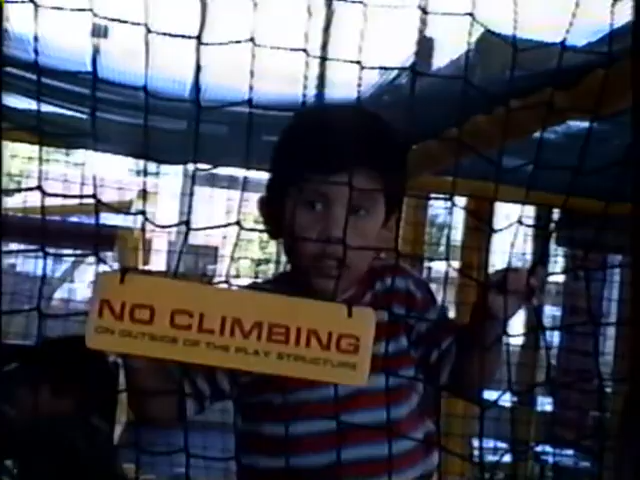 NO CLIMBING
ON OUTSIDE OF THE PLAY STRUCTURE